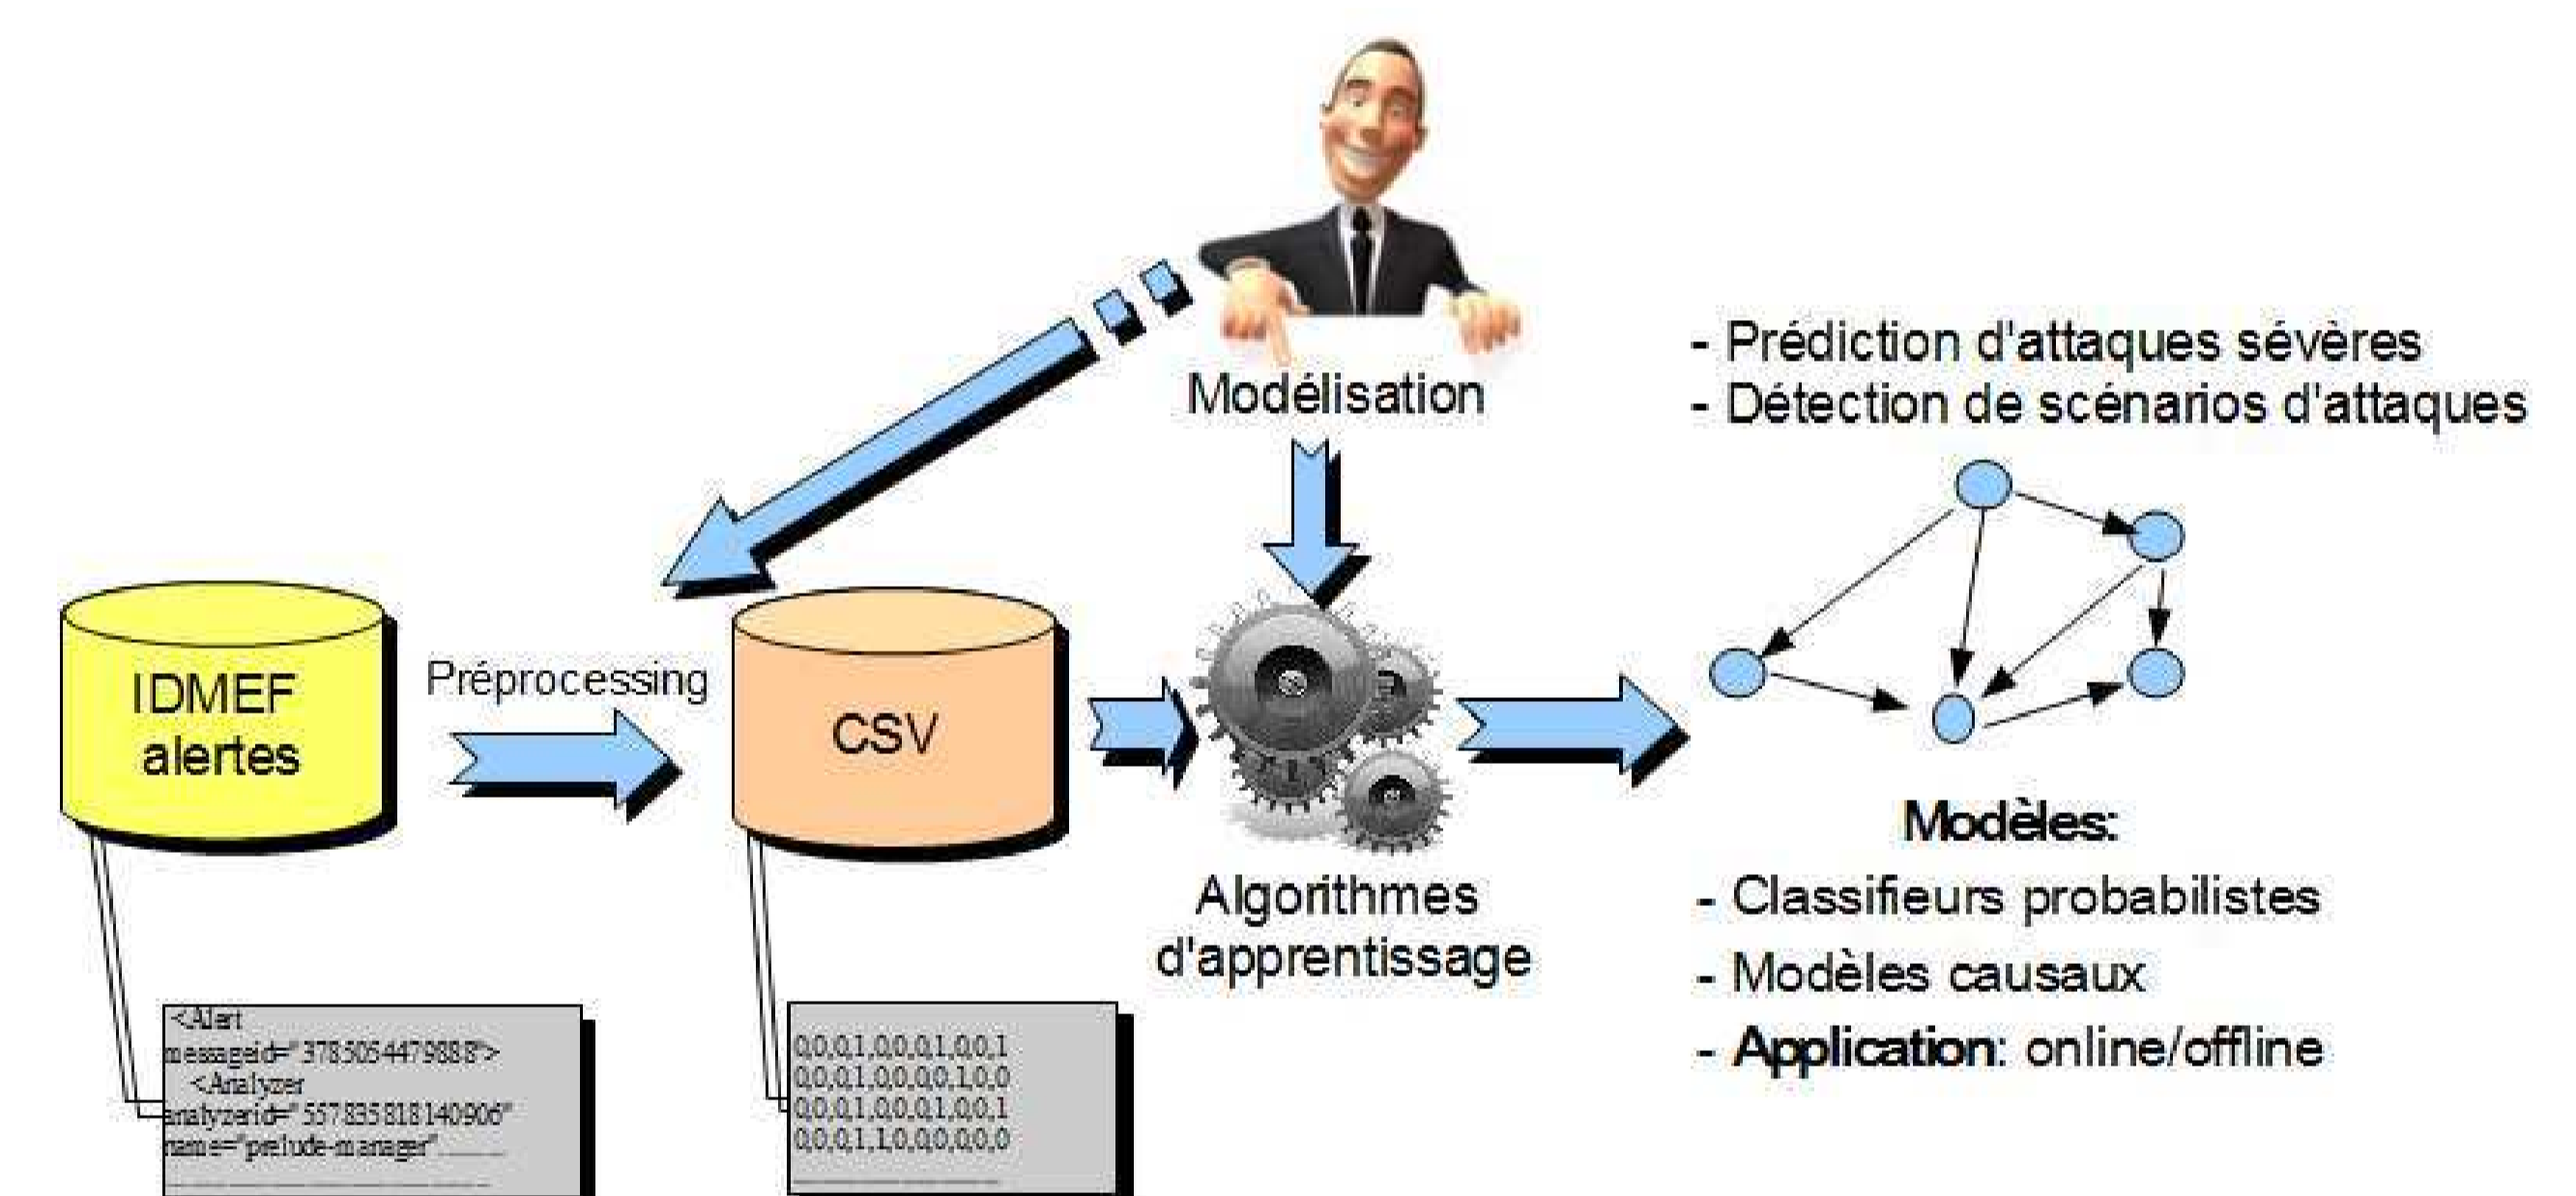 Modélisation
- Prédiction d'attaques sévères
- Détection de scénarios d'attaques
IDMEF
alertes
Préprocessing
CSV
Algorithmes
d'apprentissage
Modèles:
- Classifieurs probabilistes
- Modèles causaux
- Application: online/offline
<Alert
messageid="3785054479888">
<Analyzer
analyzerid="557835818140906"
name="prelude-manager"..........
0,0,0,1,0,0,0,1,0,0,1
0,0,0,1,0,0,0,0,1,0,0
0,0,0,1,0,0,0,1,0,0,1
0,0,0,1,1,0,0,0,0,0,0